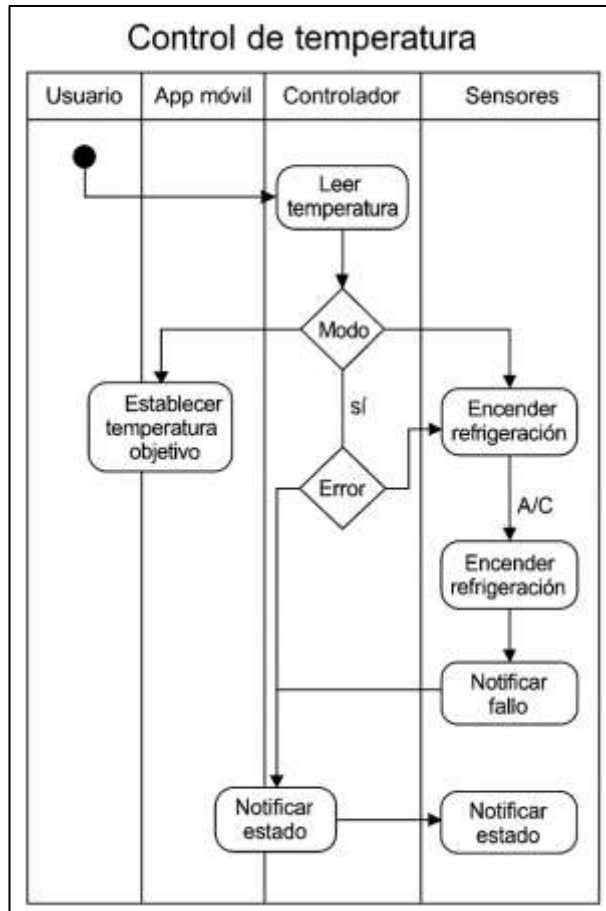 Control de temperatura
Usuario
App móvil
Controlador
Sensores
Leer
temperatura
Modo
Establecer
temperatura
objetivo
sí
Encender
refrigeración
Error
A/C
Encender
refrigeración
Notificar
fallo
Notificar
estado
Notificar
estado